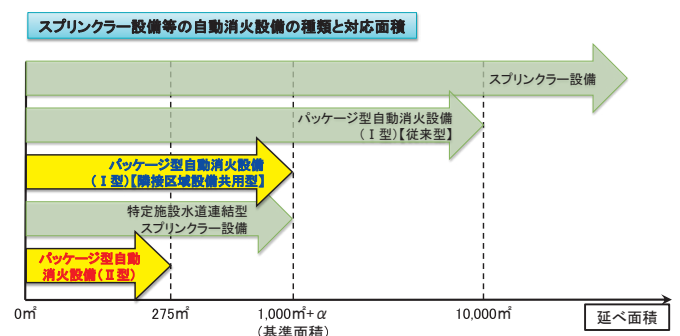 スプリンクラー設備等の自動消火設備の種類と対応面積
スプリンクラー設備
パッケージ型自動消火設備
(Ⅰ型)【従来型】
パッケージ型自動消火設備
(Ⅰ型)【隣接区域設備共用型】
特定施設水道連結型
スプリンクラー設備
パッケージ型自動
消火設備(Ⅱ型)
0㎡
275㎡
1,000㎡+α
(基準面積)
10,000㎡
延べ面積